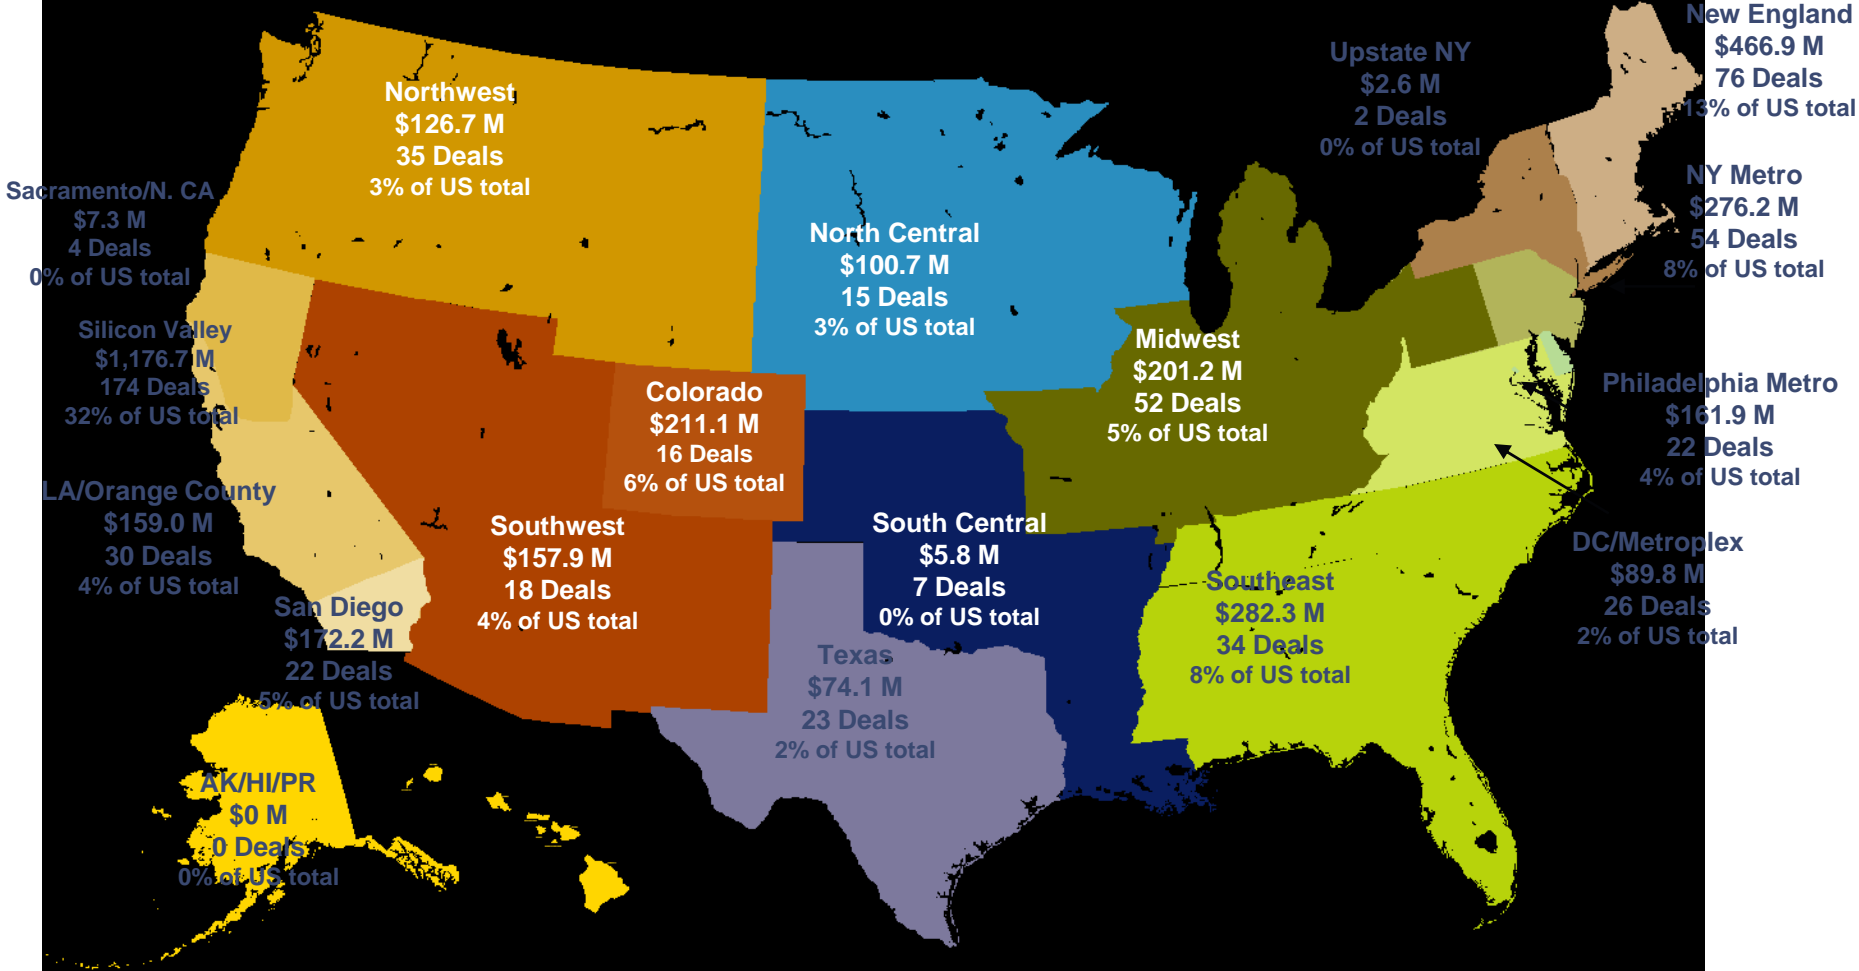 New England
$466.9 M
76 Deals
13% of US total
Upstate NY
$2.6 M
2 Deals
0% of US total
Northwest
$126.7 M
35 Deals
3% of US total
NY Metro
$276.2 M
54 Deals
8% of US total
Sacramento/N. CA
$7.3 M
4 Deals
0% of US total
North Central
$100.7 M
15 Deals
3% of US total
Silicon Valley
$1,176.7 M
174 Deals
32% of US total
Midwest
$201.2 M
52 Deals
5% of US total
Colorado
$211.1 M
16 Deals
6% of US total
Philadelphia Metro
$161.9 M
22 Deals
4% of US total
LA/Orange County
$159.0 M
30 Deals
4% of US total
Southwest
$157.9 M
18 Deals
4% of US total
South Central
$5.8 M
7 Deals
0% of US total
DC/Metroplex
$89.8 M
26 Deals
2% of US total
San Diego
$172.2 M
22 Deals
5% of US total
Southeast
$282.3 M
34 Deals
8% of US total
Texas
$74.1 M
23 Deals
2% of US total
AK/HI/PR
$0 M
0 Deals
0% of US total